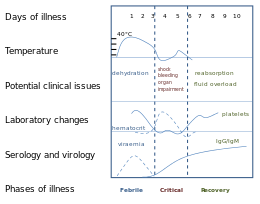 Days of illness 1 2 3 4 5 6 7 8 9 10
40°C
Temperature
dehydration shock reabsorption
bleeding
Potential clinical issues organ fluid overload
impairment
Laboratory changes platelets
hematocrit
viraemia IgG/IgM
Serology and virology
Phases of illness Febrile Critical Recovery